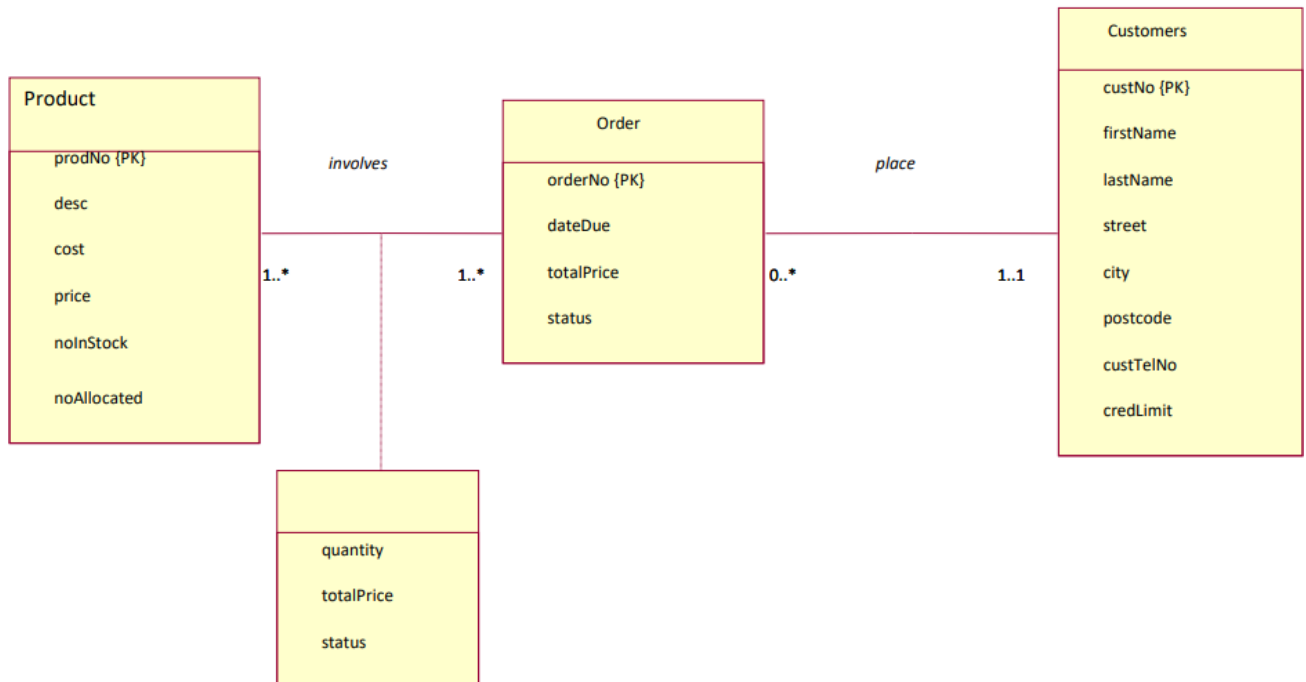 Product
prodNo {PK}
desc
cost
price
noInStock
noAllocated
involves
1..*
1..*
Order
orderNo {PK}
dateDue
totalPrice
status
place
0..*
1..1
Customers
custNo {PK}
firstName
lastName
street
city
postcode
custTelNo
credLimit
quantity
totalPrice
status